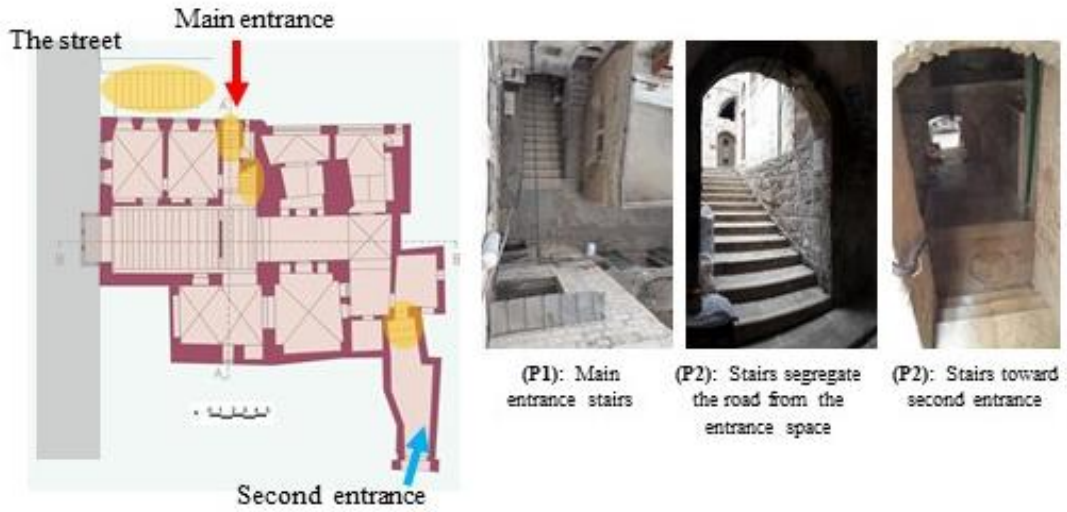 Main entrance
The street
A
B
B
A
Second entrance
(P1): Main
entrance stairs
(P2): Stairs segregate
the road from the
entrance space
(P2): Stairs toward
second entrance